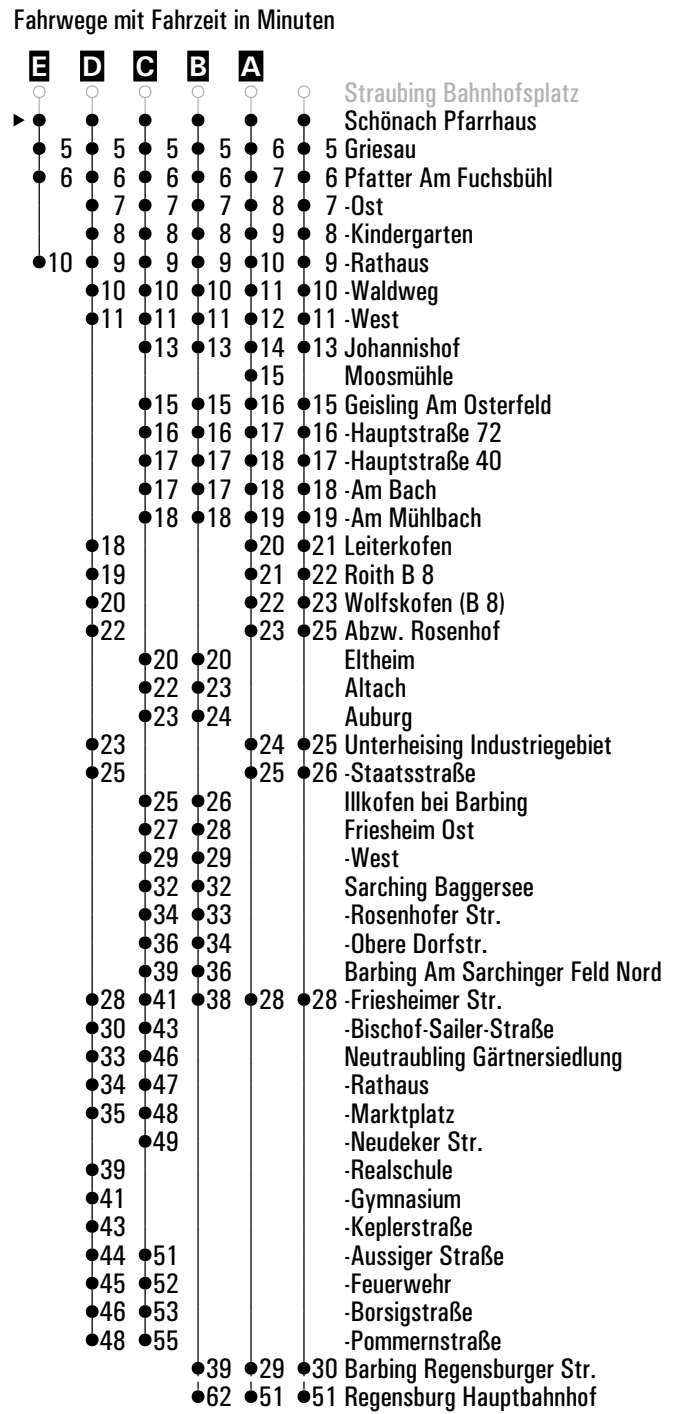 Fahrwege mit Fahrzeit in Minuten
E D C B A
Straubing Bahnhofsplatz
Schönach Pfarrhaus
5 5 5 5 6 5 Griesau
6 6 6 6 7 6 Pfatter Am Fuchsbühl
7 7 7 8 7 -Ost
8 8 8 9 8 -Kindergarten
10 9 9 9 10 9 -Rathaus
10 10 10 11 10 -Waldweg
11 11 11 12 11 -West
13 13 14 13 Johannishof
15 Moosmühle
15 15 16 15 Geisling Am Osterfeld
16 16 17 16 -Hauptstraße 72
17 17 18 17 -Hauptstraße 40
17 17 18 18 -Am Bach
18 18 19 19 -Am Mühlbach
18 20 21 Leiterkofen
19 21 22 Roith B 8
20 22 23 Wolfskofen (B 8)
22 23 25 Abzw. Rosenhof
20 20 Eltheim
22 23 Altach
23 24 Auburg
23 24 25 Unterheising Industriegebiet
25 25 26 -Staatsstraße
25 26 Illkofen bei Barbing
27 28 Friesheim Ost
29 29 -West
32 32 Sarching Baggersee
34 33 -Rosenhofer Str.
36 34 -Obere Dorfstr.
39 36 Barbing Am Sarchinger Feld Nord
28 41 38 28 28 -Friesheimer Str.
30 43 -Bischof-Sailer-Straße
33 46 Neutraubling Gärtnersiedlung
34 47 -Rathaus
35 48 -Marktplatz
49 -Neudeker Str.
39 -Realschule
41 -Gymnasium
43 -Keplerstraße
44 51 -Aussiger Straße
45 52 -Feuerwehr
46 53 -Borsigstraße
48 55 -Pommernstraße
39 29 30 Barbing Regensburger Str.
62 51 51 Regensburg Hauptbahnhof